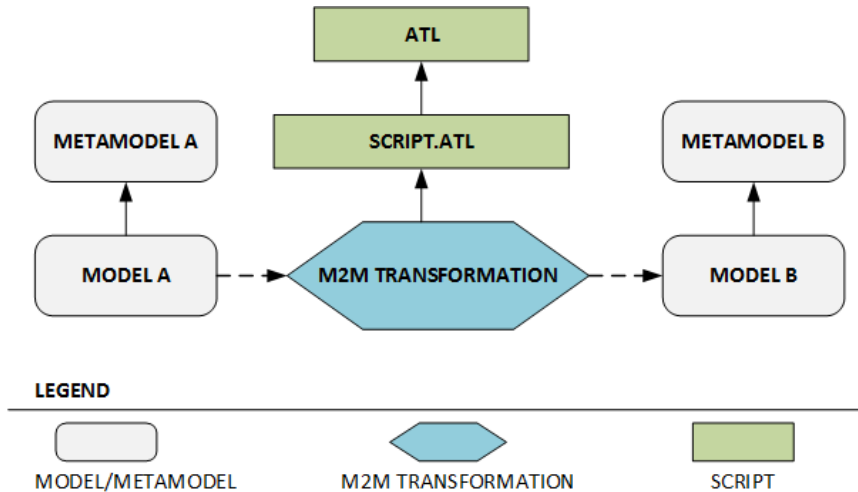 ATL
METAMODEL A
SCRIPT.ATL
METAMODEL B
MODEL A
M2M TRANSFORMATION
MODEL B
LEGEND
MODEL/METAMODEL
M2M TRANSFORMATION
SCRIPT